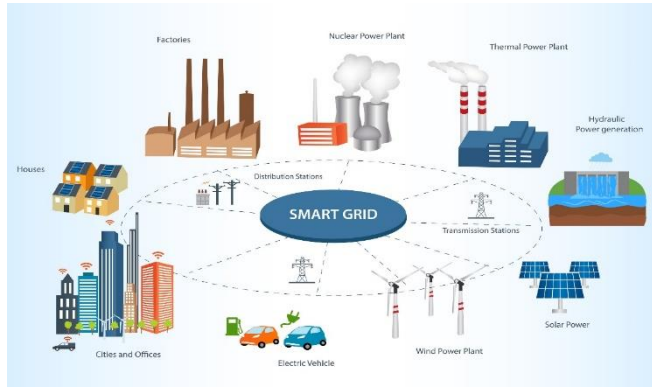 Factories
Nuclear Power Plant
Thermal Power Plant
Hydraulic
Power generation
Houses
Distribution Stations
SMART GRID
Transmission Stations
Solar Power
Wind Power Plant
Cities and Offices
Electric Vehicle